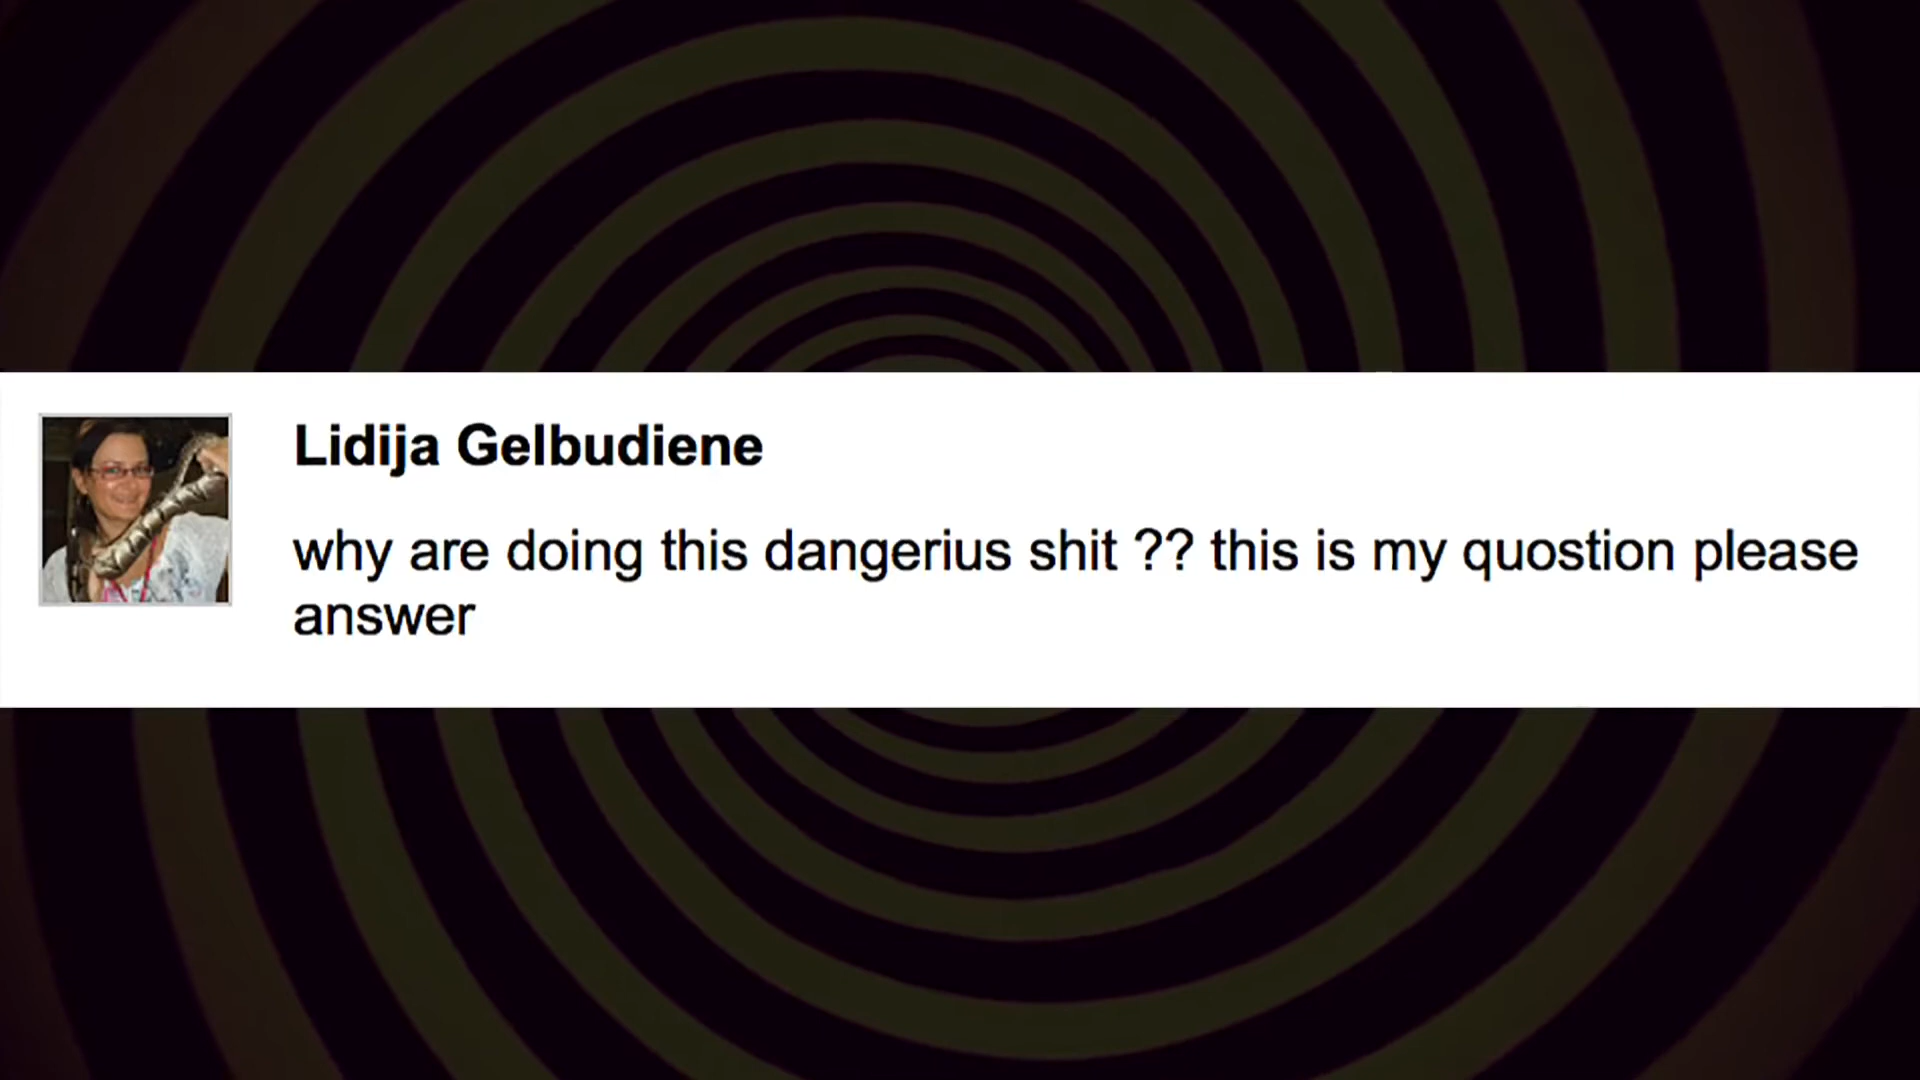 Lidija Gelbudiene
why are doing this dangerius shit ?? this is my quostion please
answer